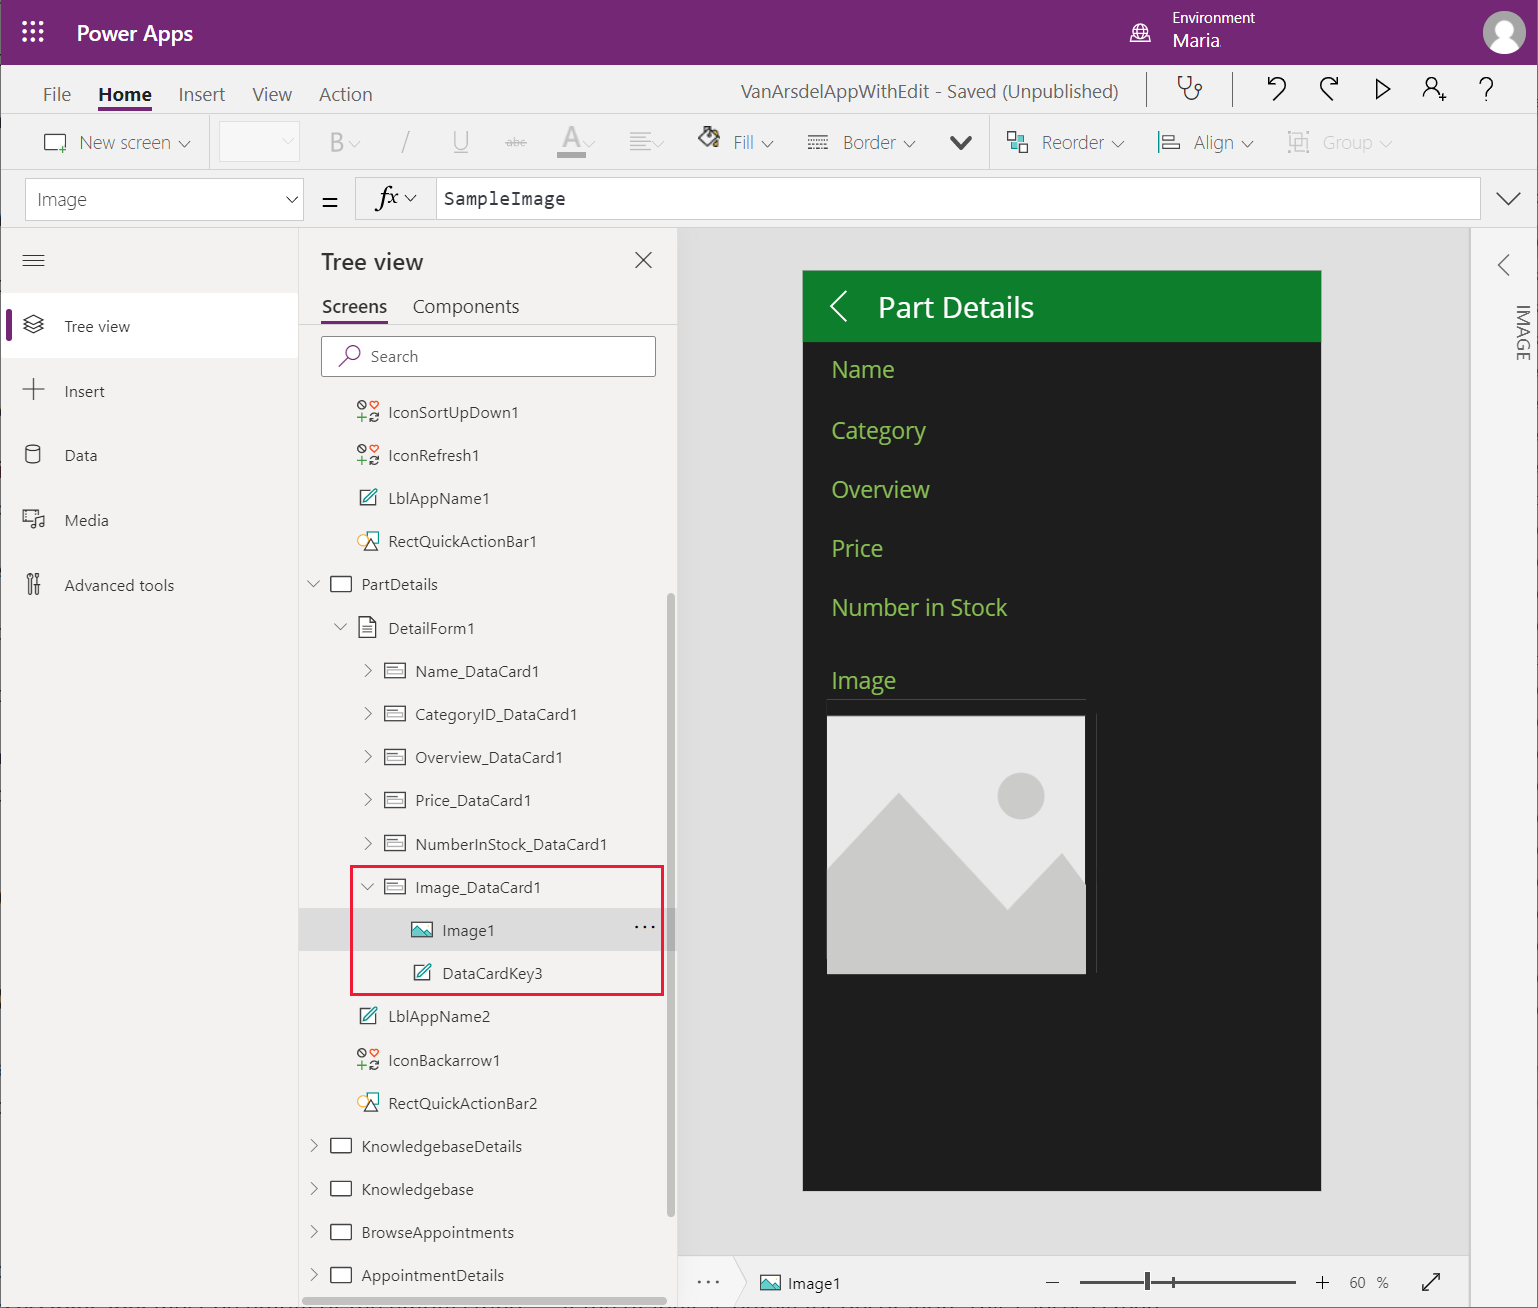 Power Apps
Environment
Maria
File Home Insert View Action
VanArsdelAppWithEdit - Saved (Unpublished)
New screen
B / U abc A
Fill
Border
Reorder
Align
Group
Image
= fx SampleImage
Tree view
Insert
Data
Media
Advanced tools
Tree view
Screens Components
Search
IconSortUpDown1
IconRefresh1
LblAppName1
RectQuickActionBar1
PartDetails
DetailForm1
Name_DataCard1
CategoryID_DataCard1
Overview_DataCard1
Price_DataCard1
NumberInStock_DataCard1
Image_DataCard1
Image1 ...
DataCardKey3
LblAppName2
IconBackarrow1
RectQuickActionBar2
KnowledgebaseDetails
Knowledgebase
BrowseAppointments
AppointmentDetails
Part Details
Name
Category
Overview
Price
Number in Stock
Image
IMAGE
... Image1
60 %